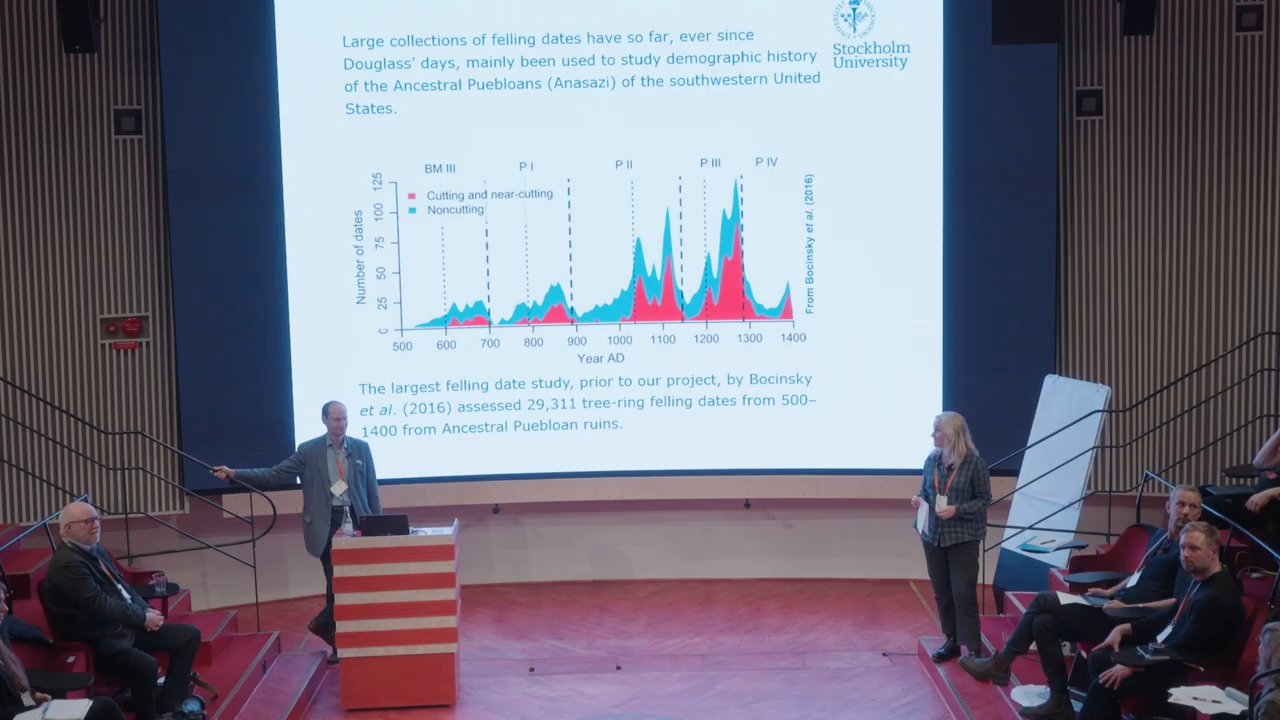 Large collections of felling dates have so far, ever since
Douglass’ days, mainly been used to study demographic history
of the Ancestral Puebloans (Anasazi) of the southwestern United
States.
Stockholm
University
BM III P I P II P III P IV
Cutting and near-cutting
Noncutting
Number of dates
125
100
75
50
25
0
500 600 700 800 900 1000 1100 1200 1300 1400
Year AD
From Bocinsky et al. (2016)
The largest felling date study, prior to our project, by Bocinsky
et al. (2016) assessed 29,311 tree-ring felling dates from 500–
1400 from Ancestral Puebloan ruins.